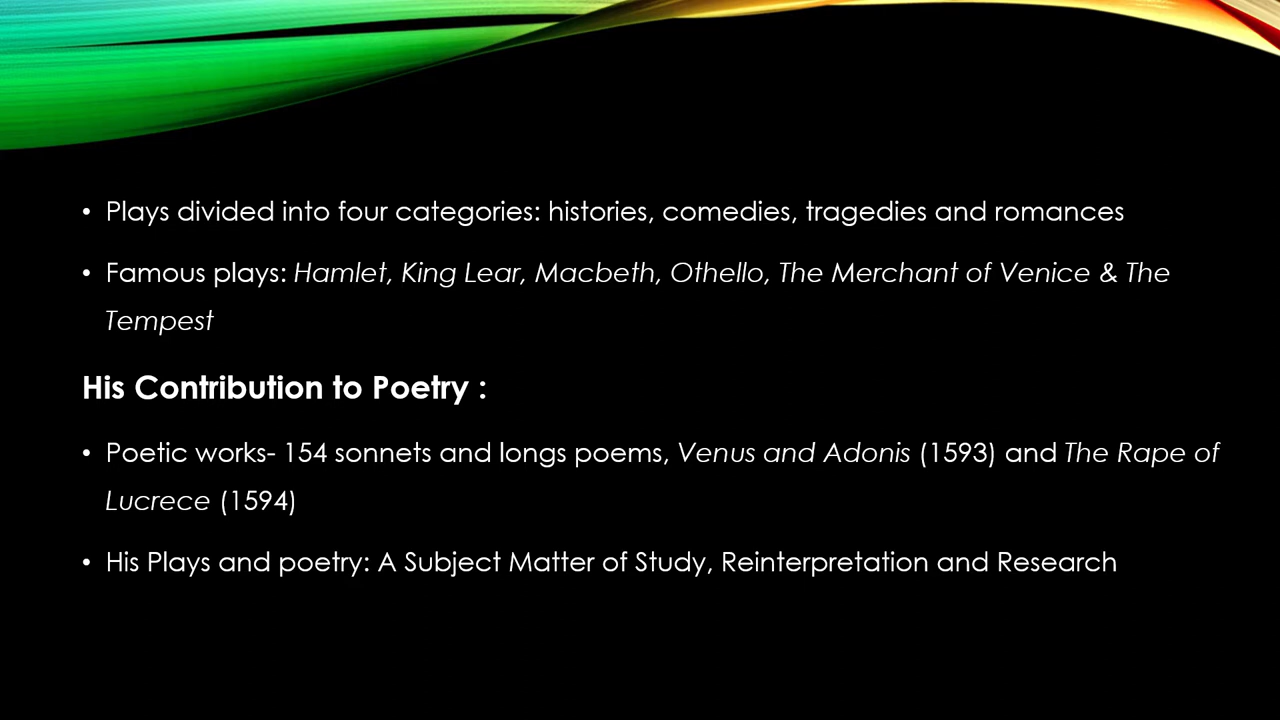 • Plays divided into four categories: histories, comedies, tragedies and romances
• Famous plays: Hamlet, King Lear, Macbeth, Othello, The Merchant of Venice & The
Tempest
His Contribution to Poetry :
• Poetic works- 154 sonnets and longs poems, Venus and Adonis (1593) and The Rape of
Lucrece (1594)
• His Plays and poetry: A Subject Matter of Study, Reinterpretation and Research